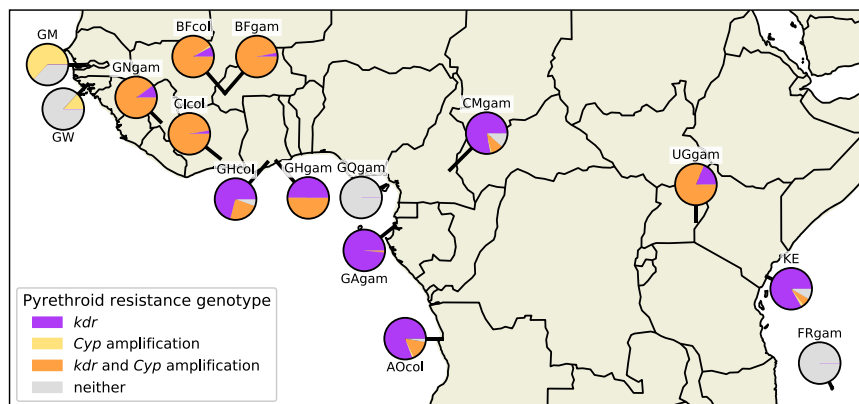 BFcol
BFgam
GM
GNgam
CIcol
GW
CMgam
GHcol
GHgam
GQgam
UGgam
GAgam
KE
Pyrethroid resistance genotype
kdr
Cyp amplification
kdr and Cyp amplification
neither
AOcol
FRgam